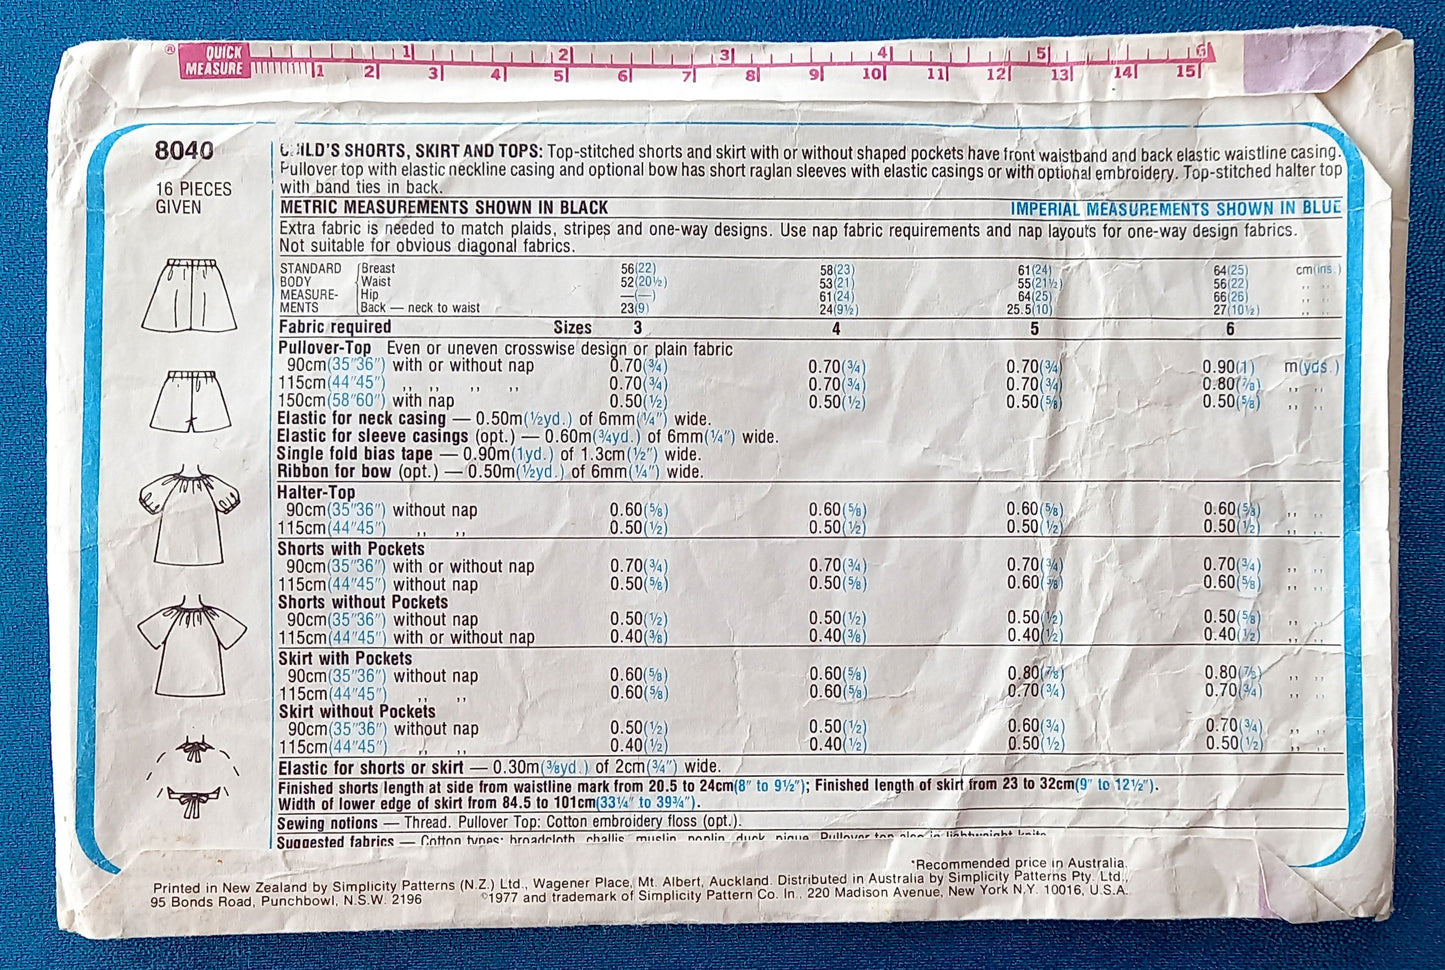 ® QUICK MEASURE 1 2 3 4 5 6
1 2 3 4 5 6 7 8 9 10 11 12 13 14 15
8040
16 PIECES
GIVEN
CHILD'S SHORTS, SKIRT AND TOPS: Top-stitched shorts and skirt with or without shaped pockets have front waistband and back elastic waistline casing.
Pullover top with elastic neckline casing and optional bow has short raglan sleeves with elastic casings or with optional embroidery. Top-stitched halter top
with band ties in back.
METRIC MEASUREMENTS SHOWN IN BLACK IMPERIAL MEASUREMENTS SHOWN IN BLUE
Extra fabric is needed to match plaids, stripes and one-way designs. Use nap fabric requirements and nap layouts for one-way design fabrics.
Not suitable for obvious diagonal fabrics.
STANDARD Breast 56(22) 58(23) 61(24) 64(25) cm(ins.)
BODY Waist 52(20½) 53(21) 55(21½) 56(22) ,, ,,
MEASURE- Hip —(—) 61(24) 64(25) 66(26) ,, ,,
MENTS Back — neck to waist 23(9) 24(9½) 25.5(10) 27(10½) ,, ,,
Fabric required Sizes 3 4 5 6
Pullover-Top Even or uneven crosswise design or plain fabric
90cm(35"36") with or without nap 0.70(¾) 0.70(¾) 0.70(¾) 0.90(1) m(yds.)
115cm(44"45") ,, ,, ,, ,, 0.70(¾) 0.70(¾) 0.70(¾) 0.80(⅞) ,, ,,
150cm(58"60") with nap 0.50(½) 0.50(½) 0.50(⅝) 0.50(⅝) ,, ,,
Elastic for neck casing — 0.50m(½yd.) of 6mm(¼") wide.
Elastic for sleeve casings (opt.) — 0.60m(¾yd.) of 6mm(¼") wide.
Single fold bias tape — 0.90m(1yd.) of 1.3cm(½") wide.
Ribbon for bow (opt.) — 0.50m(½yd.) of 6mm(¼") wide.
Halter-Top
90cm(35"36") without nap 0.60(⅝) 0.60(⅝) 0.60(⅝) 0.60(⅝) ,, ,,
115cm(44"45") ,, ,, 0.50(½) 0.50(½) 0.50(½) 0.50(½) ,, ,,
Shorts with Pockets
90cm(35"36") with or without nap 0.70(¾) 0.70(¾) 0.70(¾) 0.70(¾) ,, ,,
115cm(44"45") without nap 0.50(⅝) 0.50(⅝) 0.60 0.60(⅝) ,, ,,
Shorts without Pockets
90cm(35"36") without nap 0.50(½) 0.50(½) 0.50(½) 0.50(⅝) ,, ,,
115cm(44"45") with or without nap 0.40(⅜) 0.40(⅜) 0.40(½) 0.40(½) ,, ,,
Skirt with Pockets
90cm(35"36") without nap 0.60(⅝) 0.60(⅝) 0.80(⅞) 0.80(⅞) ,, ,,
115cm(44"45") ,, ,, 0.60(⅝) 0.60(⅝) 0.70(¾) 0.70(¾) ,, ,,
Skirt without Pockets
90cm(35"36") without nap 0.50(½) 0.50(½) 0.60(¾) 0.70(¾) ,, ,,
115cm(44"45") ,, ,, 0.40(½) 0.40(½) 0.50(½) 0.50(½) ,, ,,
Elastic for shorts or skirt — 0.30m(⅜yd.) of 2cm(¾") wide.
Finished shorts length at side from waistline mark from 20.5 to 24cm(8" to 9½"); Finished length of skirt from 23 to 32cm(9" to 12½").
Width of lower edge of skirt from 84.5 to 101cm(33¼" to 39¾").
Sewing notions — Thread. Pullover Top: Cotton embroidery floss (opt.).
Suggested fabrics — Cotton types: broadcloth, challis, muslin, poplin, duck, pique. Pullover top also in lightweight knits
*Recommended price in Australia.
Printed in New Zealand by Simplicity Patterns (N.Z.) Ltd., Wagener Place, Mt. Albert, Auckland. Distributed in Australia by Simplicity Patterns Pty. Ltd.,
95 Bonds Road, Punchbowl, N.S.W. 2196 ©1977 and trademark of Simplicity Pattern Co. In., 220 Madison Avenue, New York N.Y. 10016, U.S.A.